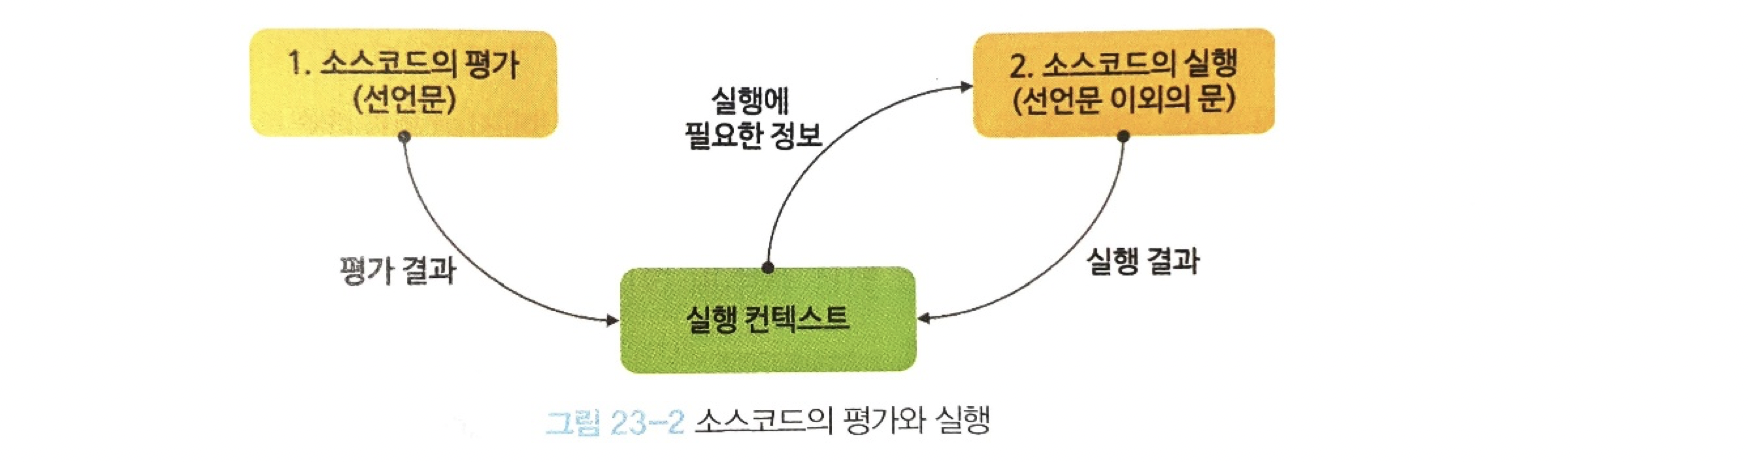 1. 소스코드의 평가
(선언문)
실행에
필요한 정보
2. 소스코드의 실행
(선언문 이외의 문)
평가 결과
실행 결과
실행 컨텍스트
그림 23-2 소스코드의 평가와 실행